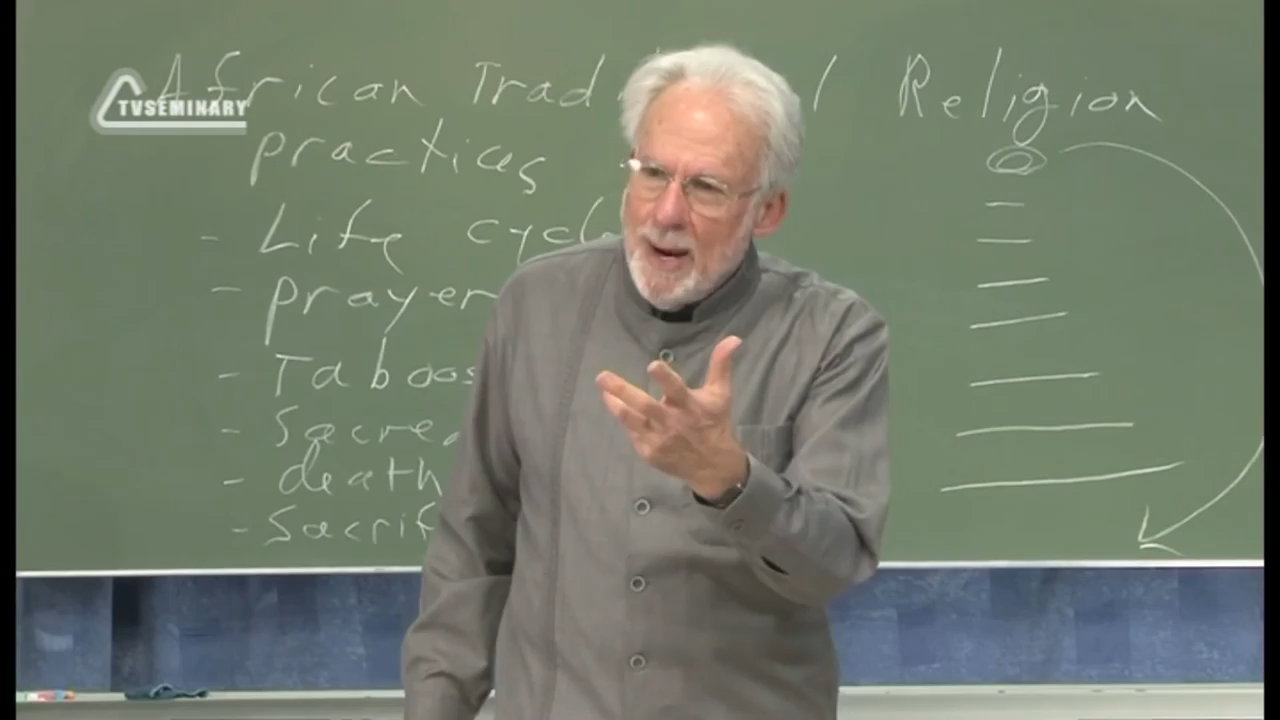 African Trad l Religion
TVSEMINARY
practices
- Life cycl
- prayer
- Taboos
- Sacre
- death
- Sacrif